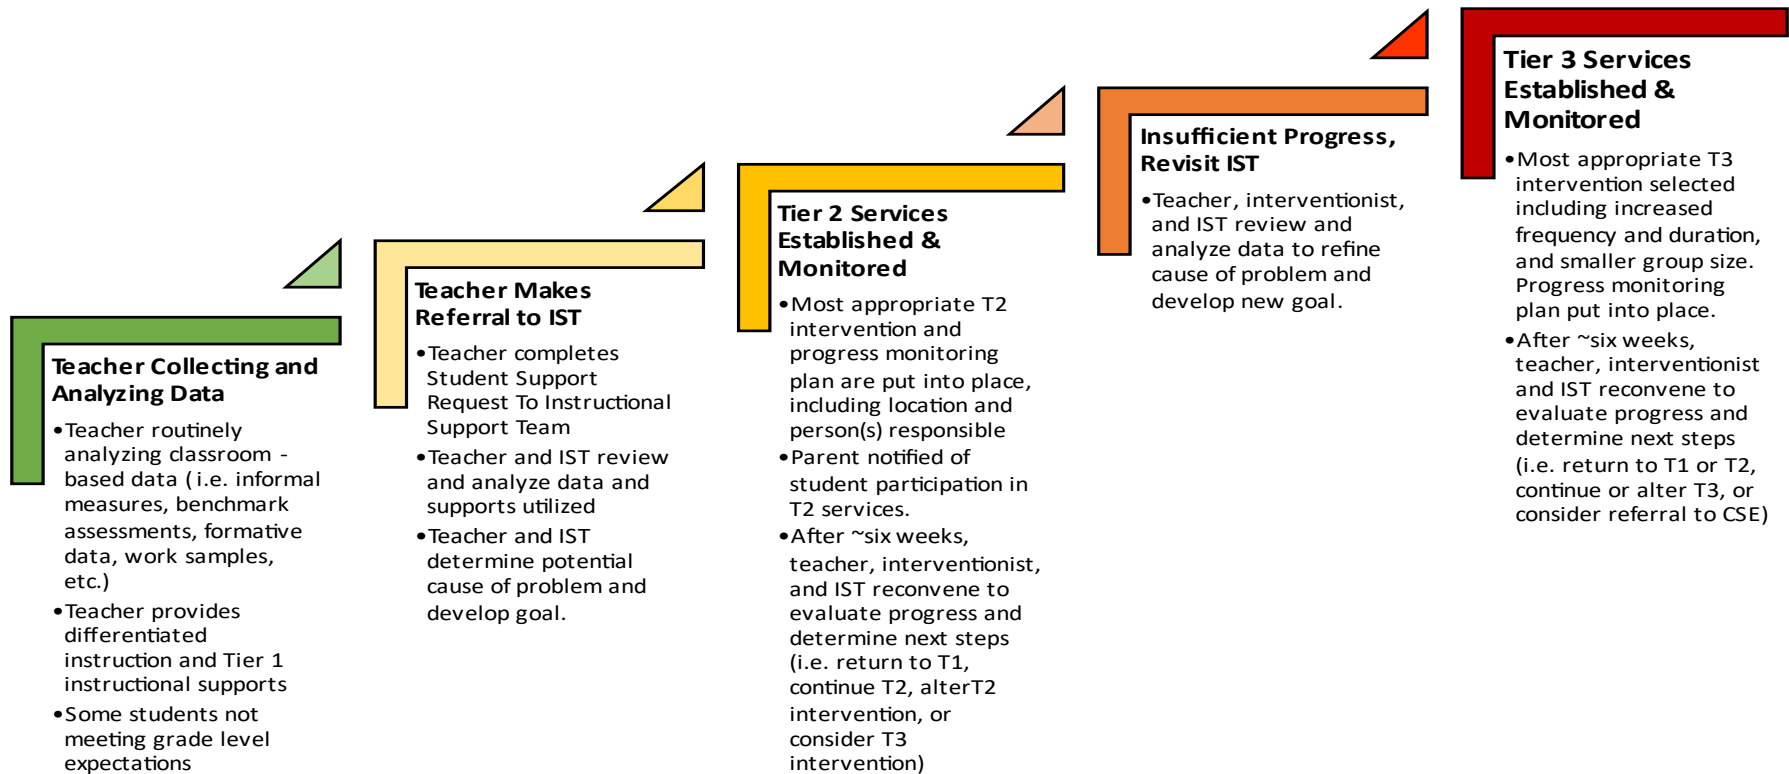 Teacher Collecting and
Analyzing Data
•Teacher routinely
analyzing classroom -
based data ( i.e. informal
measures, benchmark
assessments, formative
data, work samples,
etc.)
•Teacher provides
differentiated
instruction and Tier 1
instructional supports
•Some students not
meeting grade level
expectations
Teacher Makes
Referral to IST
•Teacher completes
Student Support
Request To Instructional
Support Team
•Teacher and IST review
and analyze data and
supports utilized
•Teacher and IST
determine potential
cause of problem and
develop goal.
Tier 2 Services
Established &
Monitored
•Most appropriate T2
intervention and
progress monitoring
plan are put into place,
including location and
person(s) responsible
•Parent notified of
student participation in
T2 services.
•After ~six weeks,
teacher, interventionist,
and IST reconvene to
evaluate progress and
determine next steps
(i.e. return to T1,
continue T2, alterT2
intervention, or
consider T3
intervention)
Insufficient Progress,
Revisit IST
•Teacher, interventionist,
and IST review and
analyze data to refine
cause of problem and
develop new goal.
Tier 3 Services
Established &
Monitored
•Most appropriate T3
intervention selected
including increased
frequency and duration,
and smaller group size.
Progress monitoring
plan put into place.
•After ~six weeks,
teacher, interventionist
and IST reconvene to
evaluate progress and
determine next steps
(i.e. return to T1 or T2,
continue or alter T3, or
consider referral to CSE)